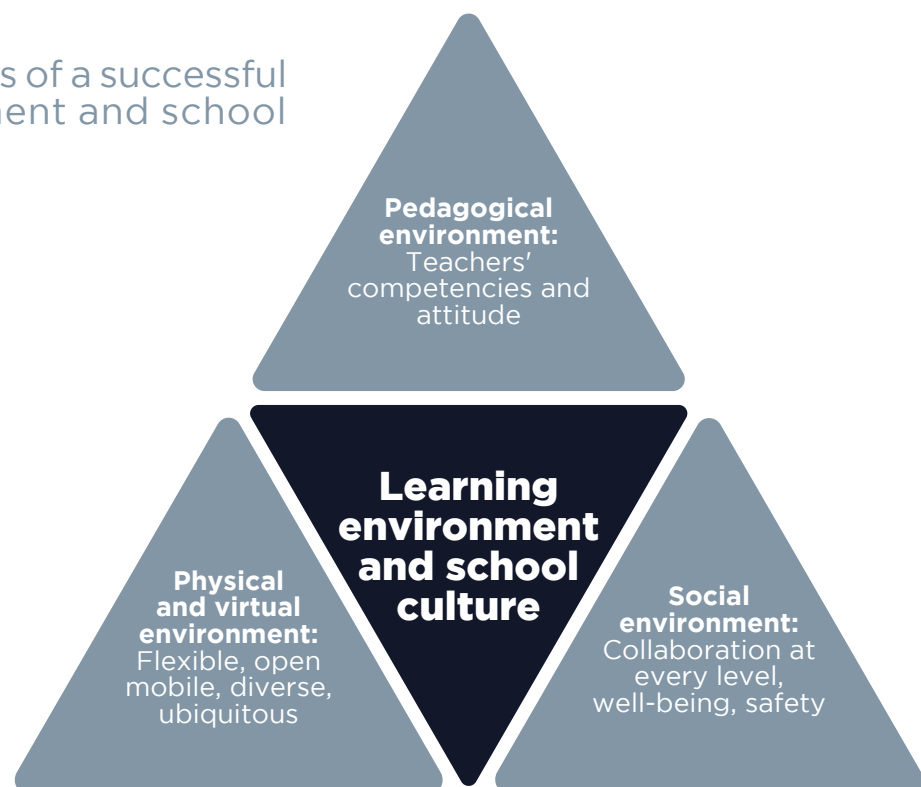 s of a successful
ent and school
Pedagogical
environment:
Teachers'
competencies and
attitude
Learning
environment
and school
culture
Physical
and virtual
environment:
Flexible, open
mobile, diverse,
ubiquitous
Social
environment:
Collaboration at
every level,
well-being, safety